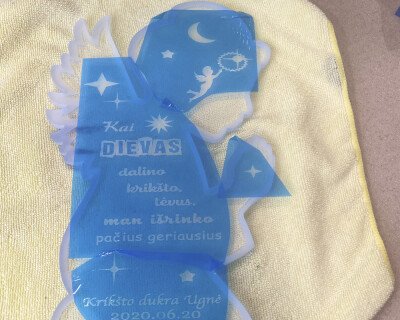 Kai
DIEVAS
dalino
krikšto,
tėvus,
man išrinko
pačius geriausius
Krikšto dukra Ugnė
2020.06.20